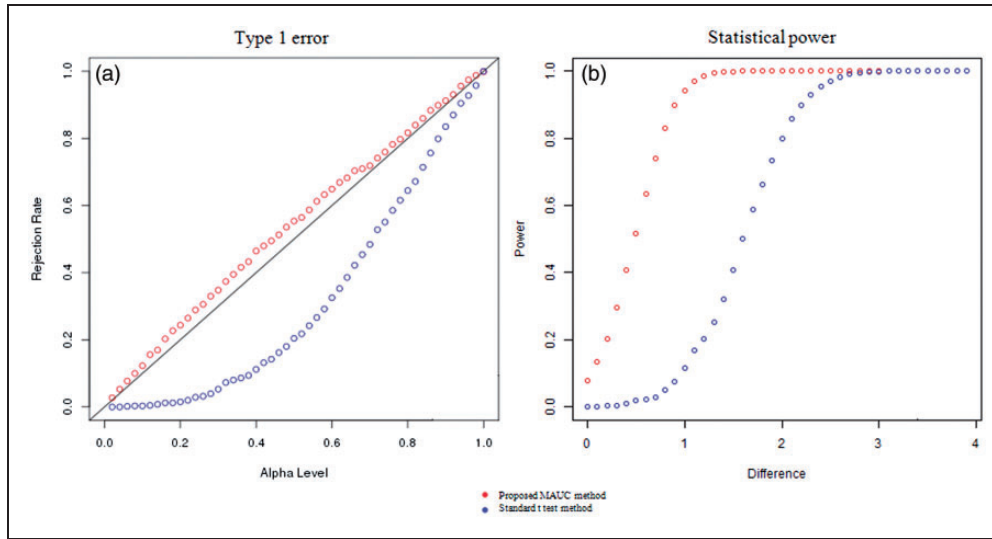 Type 1 error
(a)
Rejection Rate
1.0
0.8
0.6
0.4
0.2
0.0
0.0 0.2 0.4 0.6 0.8 1.0
Alpha Level
Statistical power
(b)
Power
1.0
0.8
0.6
0.4
0.2
0.0
0 1 2 3 4
Difference
Proposed MAUC method
Standard t test method